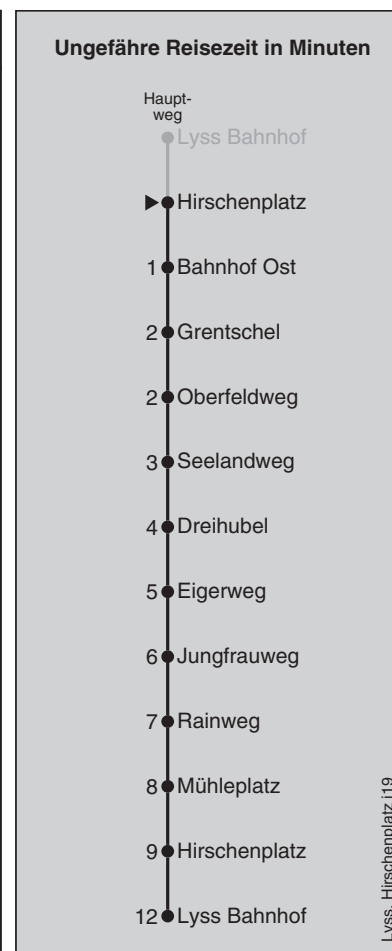 Ungefähre Reisezeit in Minuten
Haupt-
weg
Lyss Bahnhof
Hirschenplatz
1 Bahnhof Ost
2 Grentschel
2 Oberfeldweg
3 Seelandweg
4 Dreihubel
5 Eigerweg
6 Jungfrauweg
7 Rainweg
8 Mühleplatz
9 Hirschenplatz
12 Lyss Bahnhof
Lyss, Hirschenplatz j19